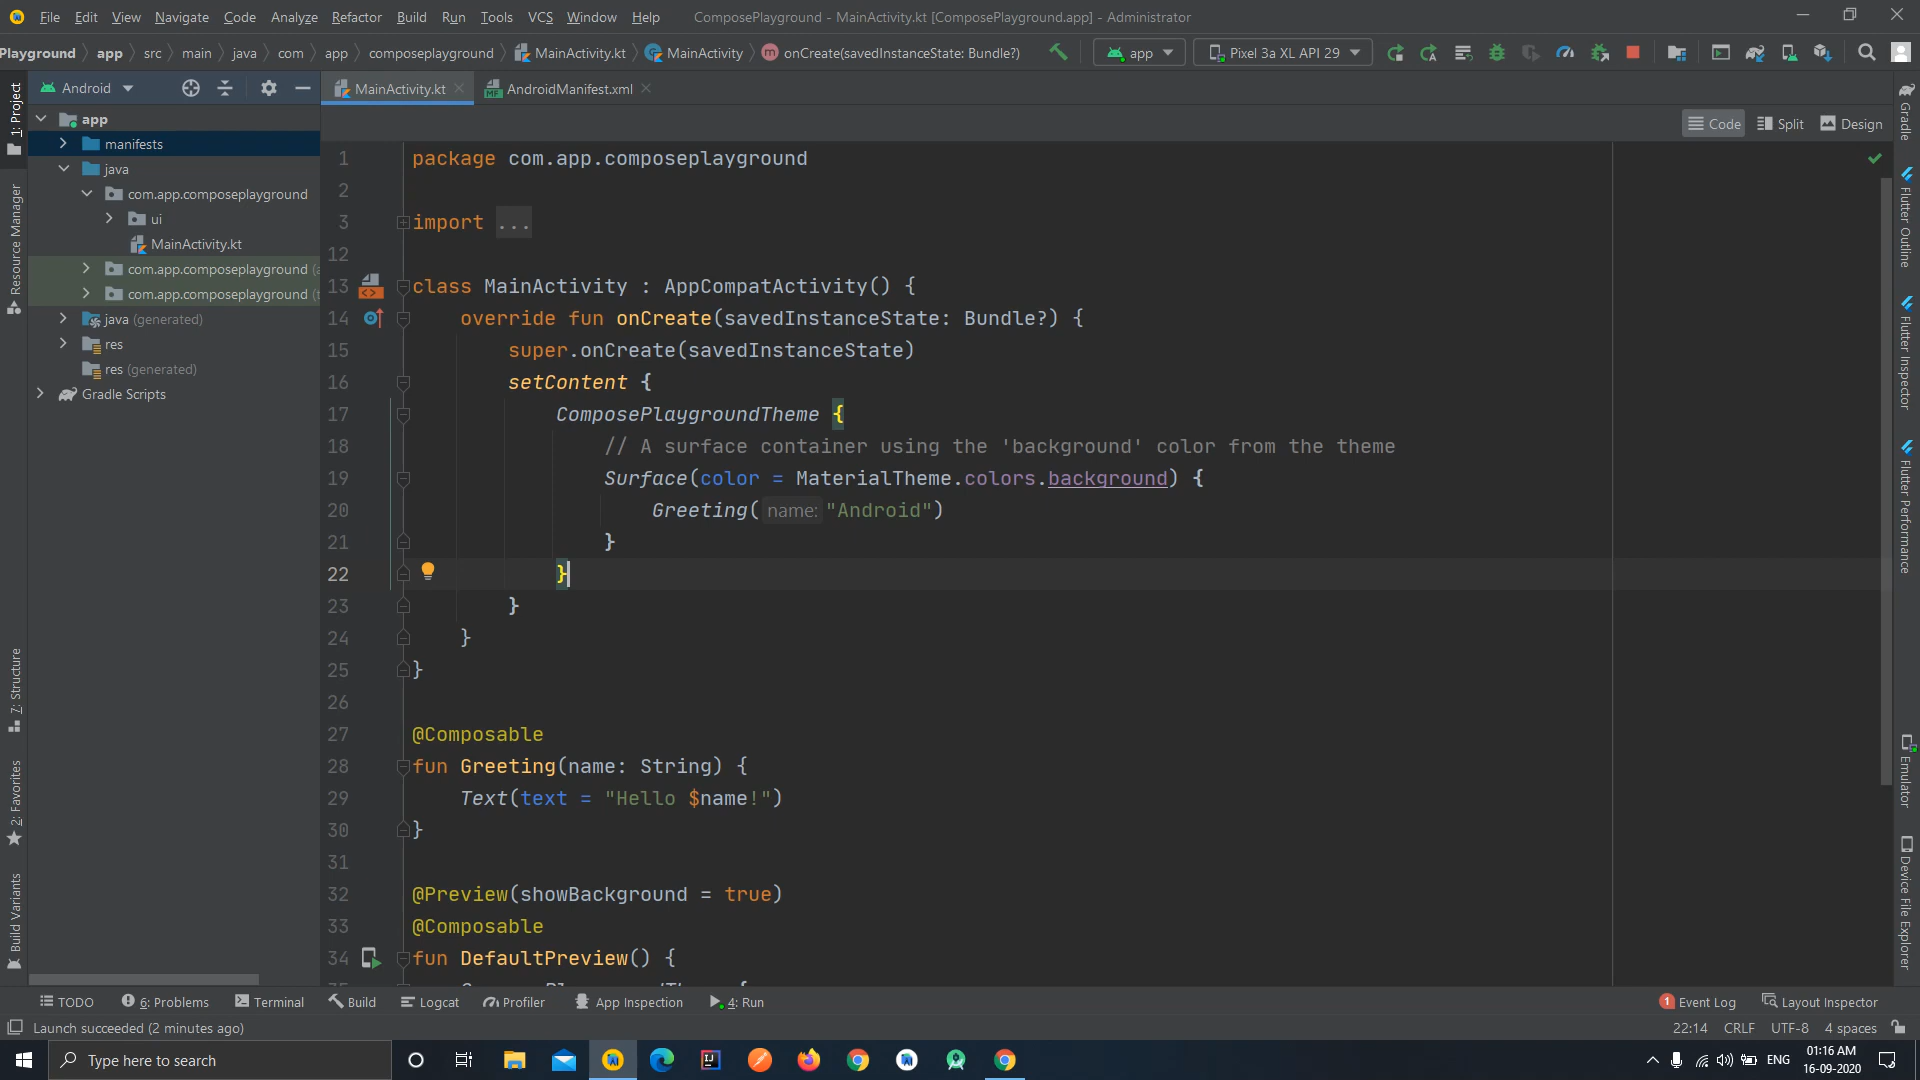 File Edit View Navigate Code Analyze Refactor Build Run Tools VCS Window Help ComposePlayground - MainActivity.kt [ComposePlayground.app] - Administrator
Playground app src main java com app composeplayground MainActivity.kt MainActivity onCreate(savedInstanceState: Bundle?) app Pixel 3a XL API 29
Android
MainActivity.kt
AndroidManifest.xml
Code Split Design
1: Project
Resource Manager
7: Structure
2: Favorites
Build Variants
app
manifests
java
com.app.composeplayground
ui
MainActivity.kt
com.app.composeplayground (a
com.app.composeplayground (t
java (generated)
res
res (generated)
Gradle Scripts
1 package com.app.composeplayground
2
3 import ...
12
13 class MainActivity : AppCompatActivity() {
14 override fun onCreate(savedInstanceState: Bundle?) {
15 super.onCreate(savedInstanceState)
16 setContent {
17 ComposePlaygroundTheme {
18 // A surface container using the 'background' color from the theme
19 Surface(color = MaterialTheme.colors.background) {
20 Greeting( name: "Android")
21 }
22 }
23 }
24 }
25 }
26
27 @Composable
28 fun Greeting(name: String) {
29 Text(text = "Hello $name!")
30 }
31
32 @Preview(showBackground = true)
33 @Composable
34 fun DefaultPreview() {
Gradle
Flutter Outline
Flutter Inspector
Flutter Performance
Emulator
Device File Explorer
TODO 6: Problems Terminal Build Logcat Profiler App Inspection 4: Run 1 Event Log Layout Inspector
Launch succeeded (2 minutes ago) 22:14 CRLF UTF-8 4 spaces
Type here to search
ENG
01:16 AM
16-09-2020